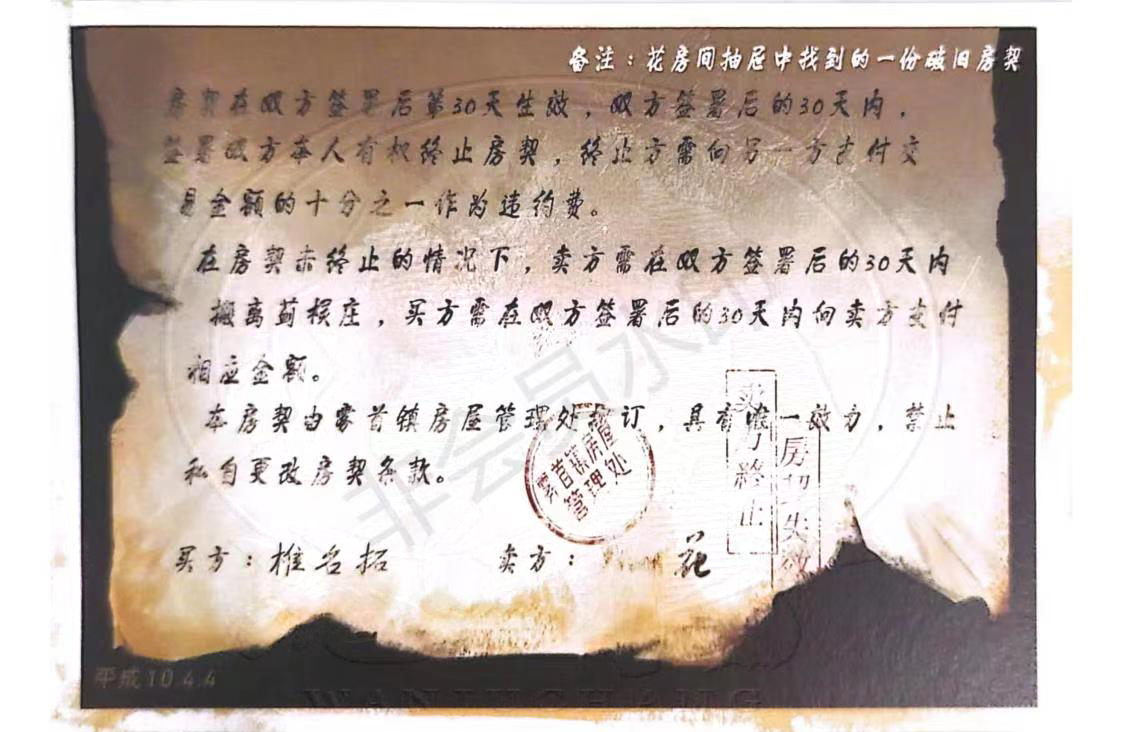 备注：花房间抽屉中找到的一份破旧房契
房契在双方签署后第30天生效，双方签署后的30天内，
签署双方本人有权终止房契，终止方需向另一方支付交
易金额的十分之一作为违约费。
在房契未终止的情况下，卖方需在双方签署后的30天内
搬离蓟棂庄，买方需在双方签署后的30天内向卖方支付
相应金额。
本房契由零首镇房屋管理处拟订，具有唯一效力，禁止
私自更改房契条款。
零首镇房屋
管理处
卖方終止
房契失效
买方：椎名拓 卖方： 花
平成10.4.4
非会员水印